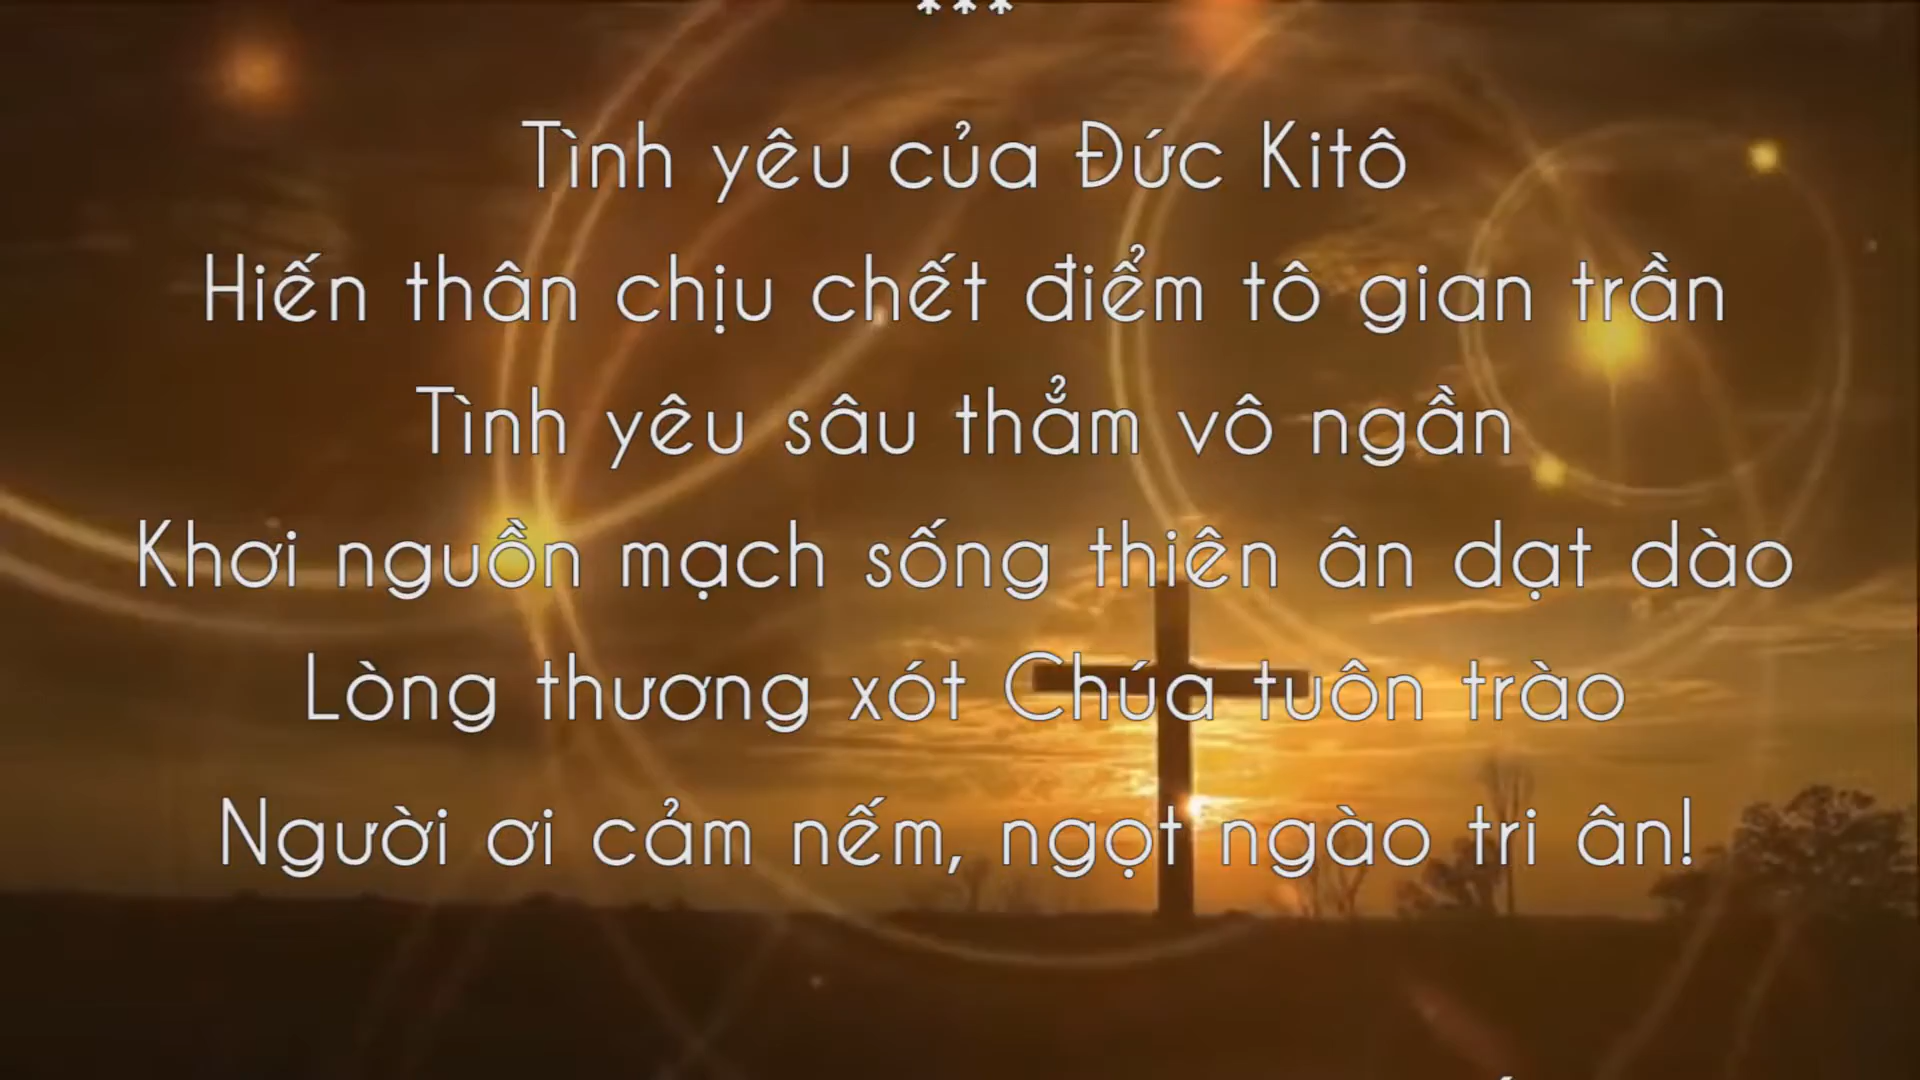 ***
Tình yêu của Đức Kitô
Hiến thân chịu chết điểm tô gian trần
Tình yêu sâu thẳm vô ngần
Khơi nguồn mạch sống thiên ân dạt dào
Lòng thương xót Chúa tuôn trào
Người ơi cảm nếm, ngọt ngào tri ân!